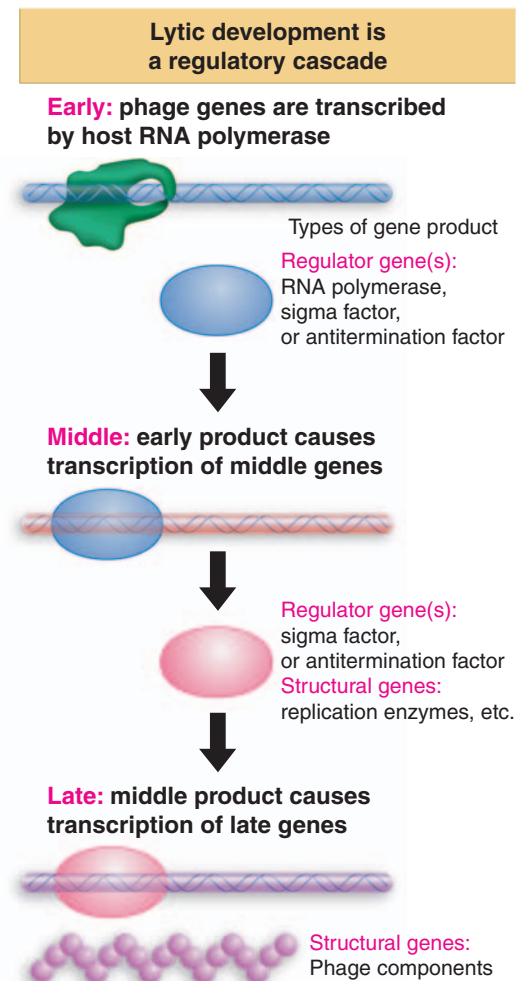 Lytic development is
a regulatory cascade
Early: phage genes are transcribed
by host RNA polymerase
Types of gene product
Regulator gene(s):
RNA polymerase,
sigma factor,
or antitermination factor
Middle: early product causes
transcription of middle genes
Regulator gene(s):
sigma factor,
or antitermination factor
Structural genes:
replication enzymes, etc.
Late: middle product causes
transcription of late genes
Structural genes:
Phage components